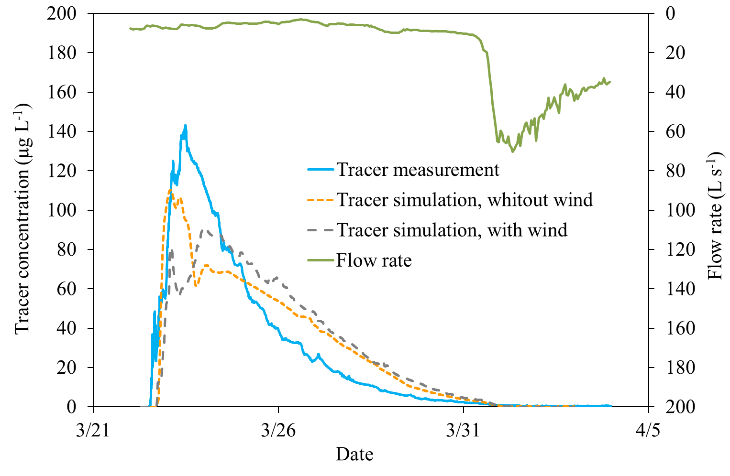 200
180
160
140
120
100
80
60
40
20
0
Tracer concentration (µg L-1)
0
20
40
60
80
100
120
140
160
180
200
Flow rate (L s-1)
Tracer measurement
Tracer simulation, whitout wind
Tracer simulation, with wind
Flow rate
3/21 3/26 3/31 4/5
Date